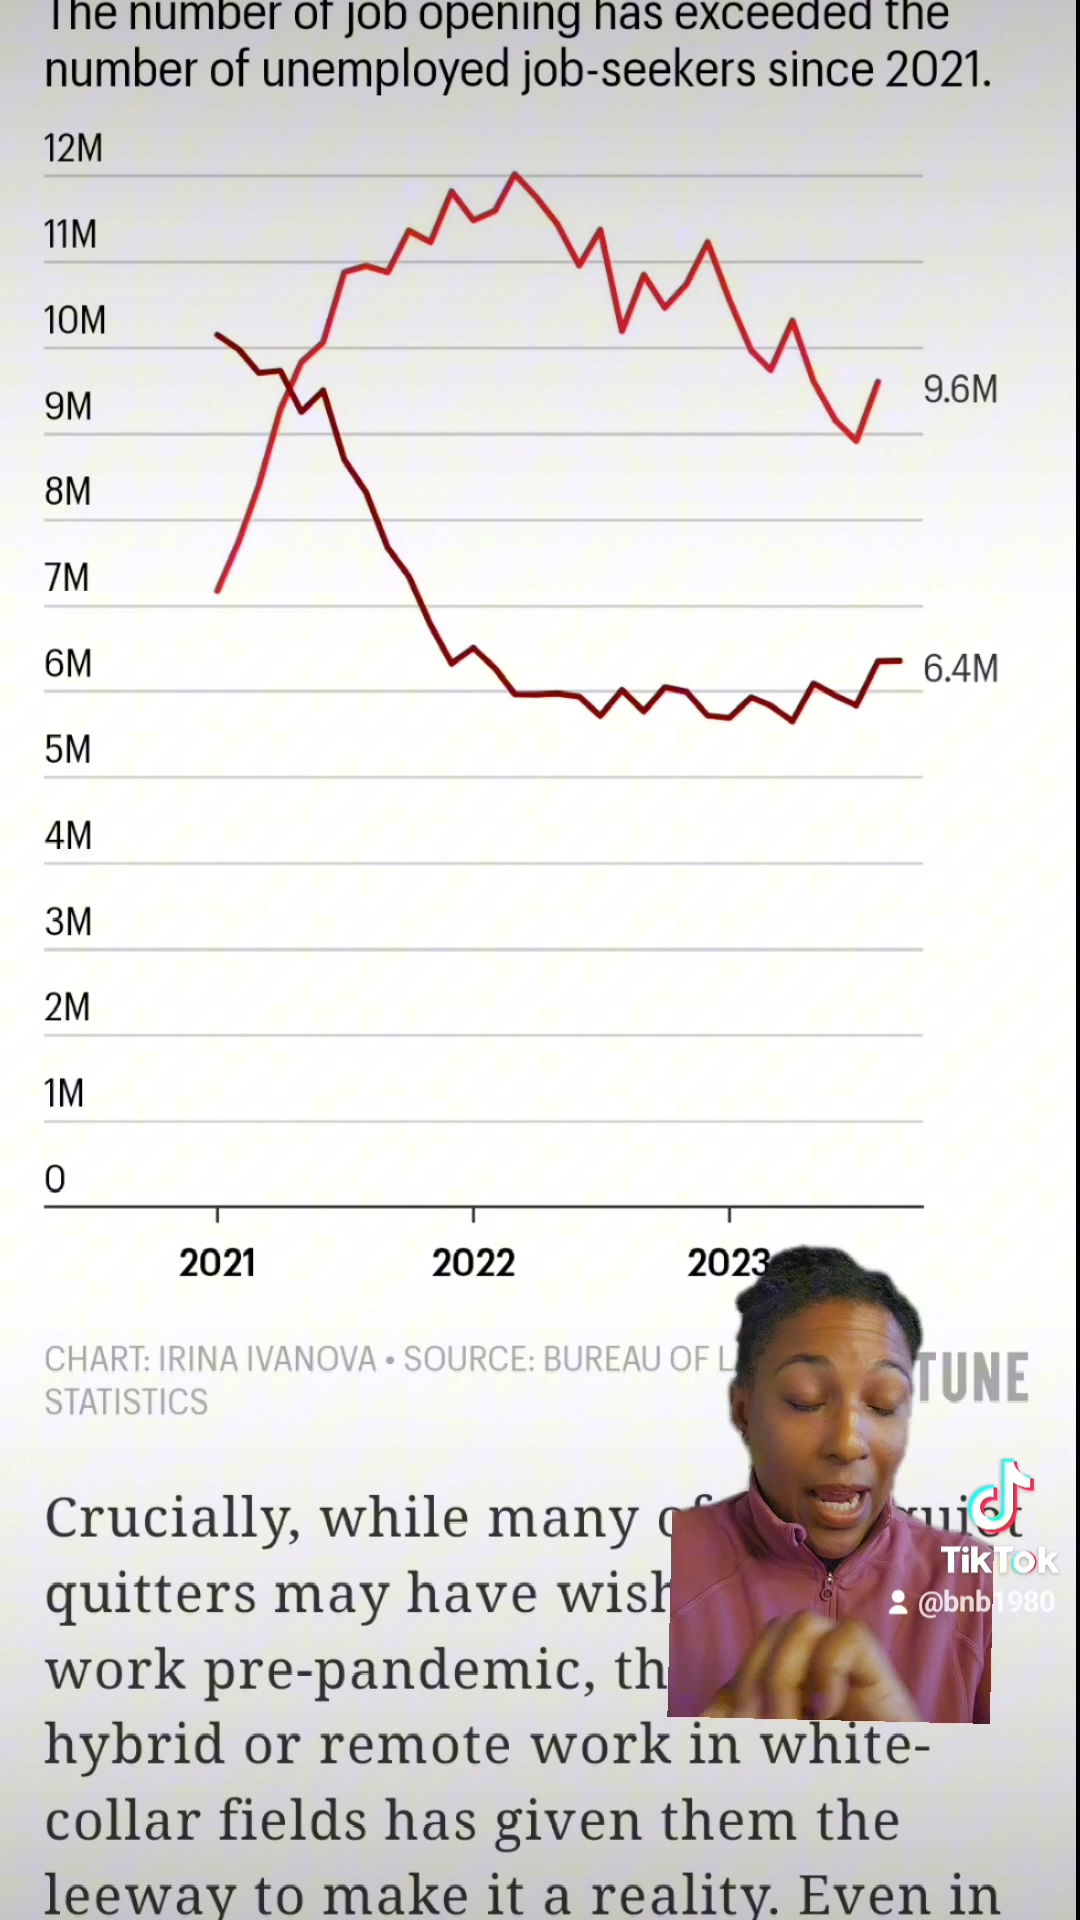 The number of job opening has exceeded the
number of unemployed job-seekers since 2021.
12M
11M
10M
9.6M
9M
8M
7M
6M
6.4M
5M
4M
3M
2M
1M
0
2021 2022 2023
CHART: IRINA IVANOVA • SOURCE: BUREAU OF
STATISTICS
TUNE
Crucially, while many
quitters may have
work pre-pandemic,
hybrid or remote work in white-
collar fields has given them the
leeway to make it a reality. Even in
TikTok
@bnb1980